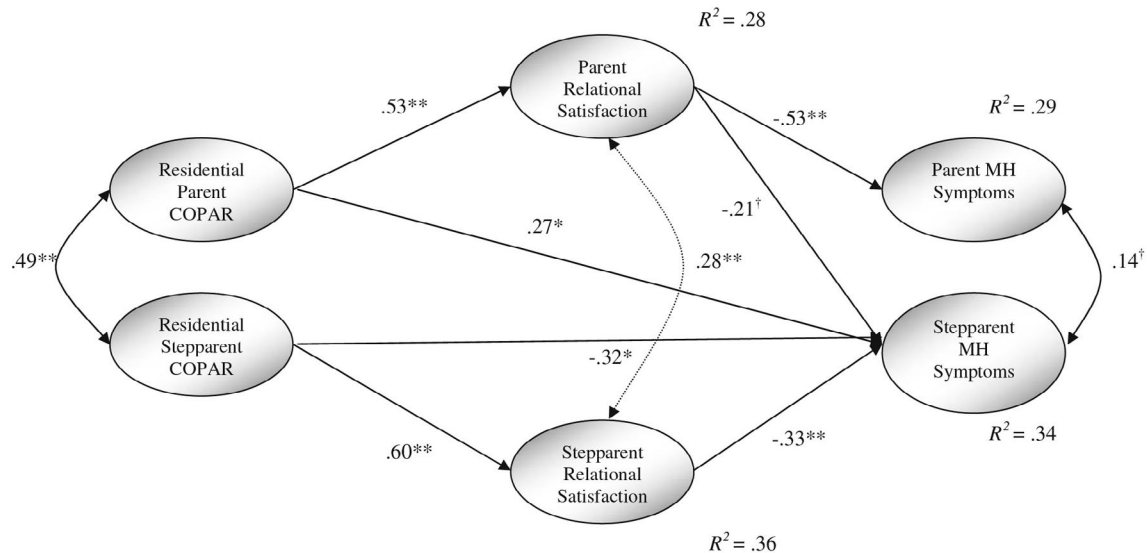 R² = .28
Parent
Relational
Satisfaction
.53**
-.53**
R² = .29
Residential
Parent
COPAR
Parent MH
Symptoms
-.21†
.27*
.49**
.28**
.14†
Residential
Stepparent
COPAR
Stepparent
MH
Symptoms
-.32*
.60**
-.33**
R² = .34
Stepparent
Relational
Satisfaction
R² = .36